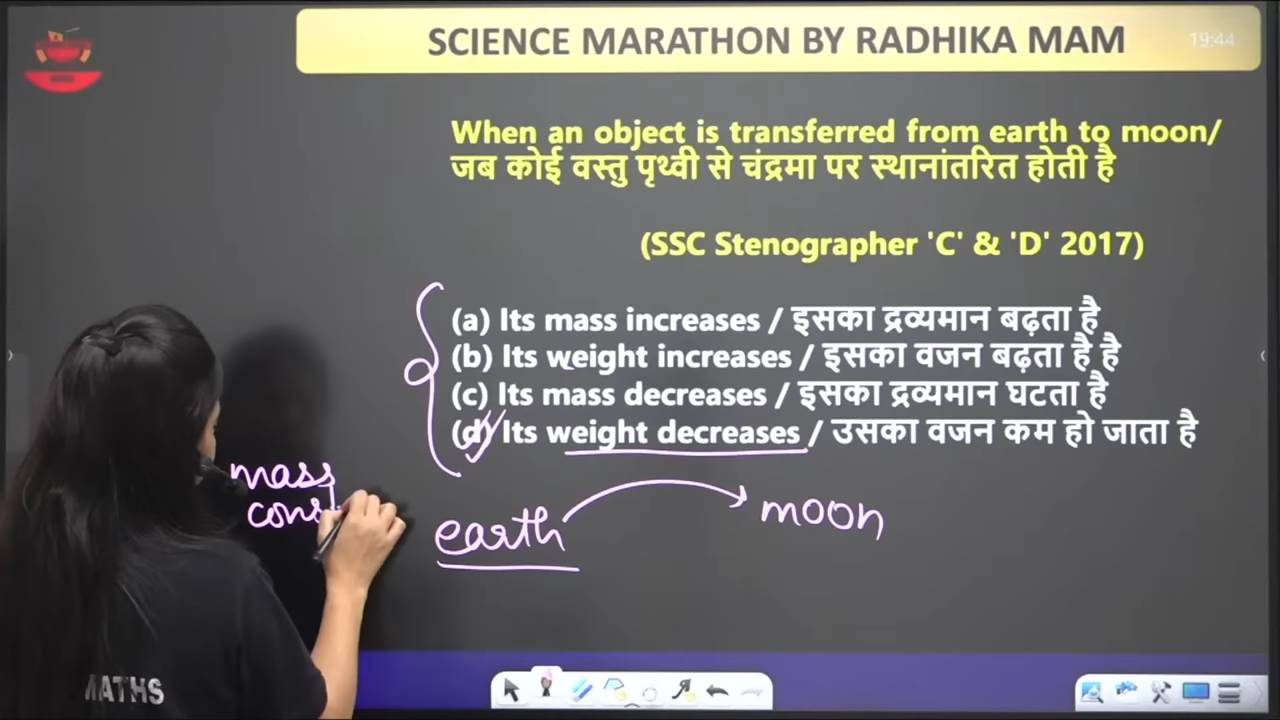 SCIENCE MARATHON BY RADHIKA MAM
19:44
When an object is transferred from earth to moon/
जब कोई वस्तु पृथ्वी से चंद्रमा पर स्थानांतरित होती है
(SSC Stenographer 'C' & 'D' 2017)
(a) Its mass increases / इसका द्रव्यमान बढ़ता है
(b) Its weight increases / इसका वजन बढ़ता है है
(c) Its mass decreases / इसका द्रव्यमान घटता है
(d) Its weight decreases / उसका वजन कम हो जाता है
mass
cons
earth
moon
MATHS